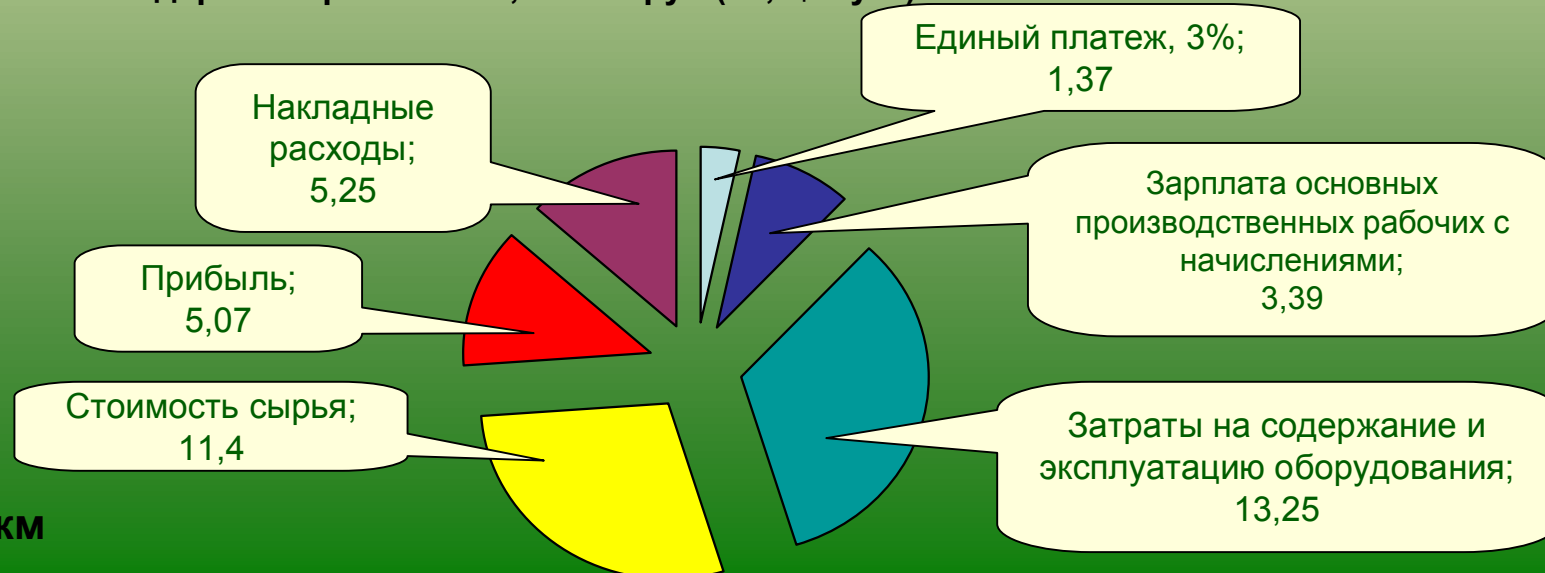 Единый платеж, 3%;
1,37
Накладные
расходы;
5,25
Зарплата основных
производственных рабочих с
начислениями;
3,39
Прибыль;
5,07
Стоимость сырья;
11,4
Затраты на содержание и
эксплуатацию оборудования;
13,25
км